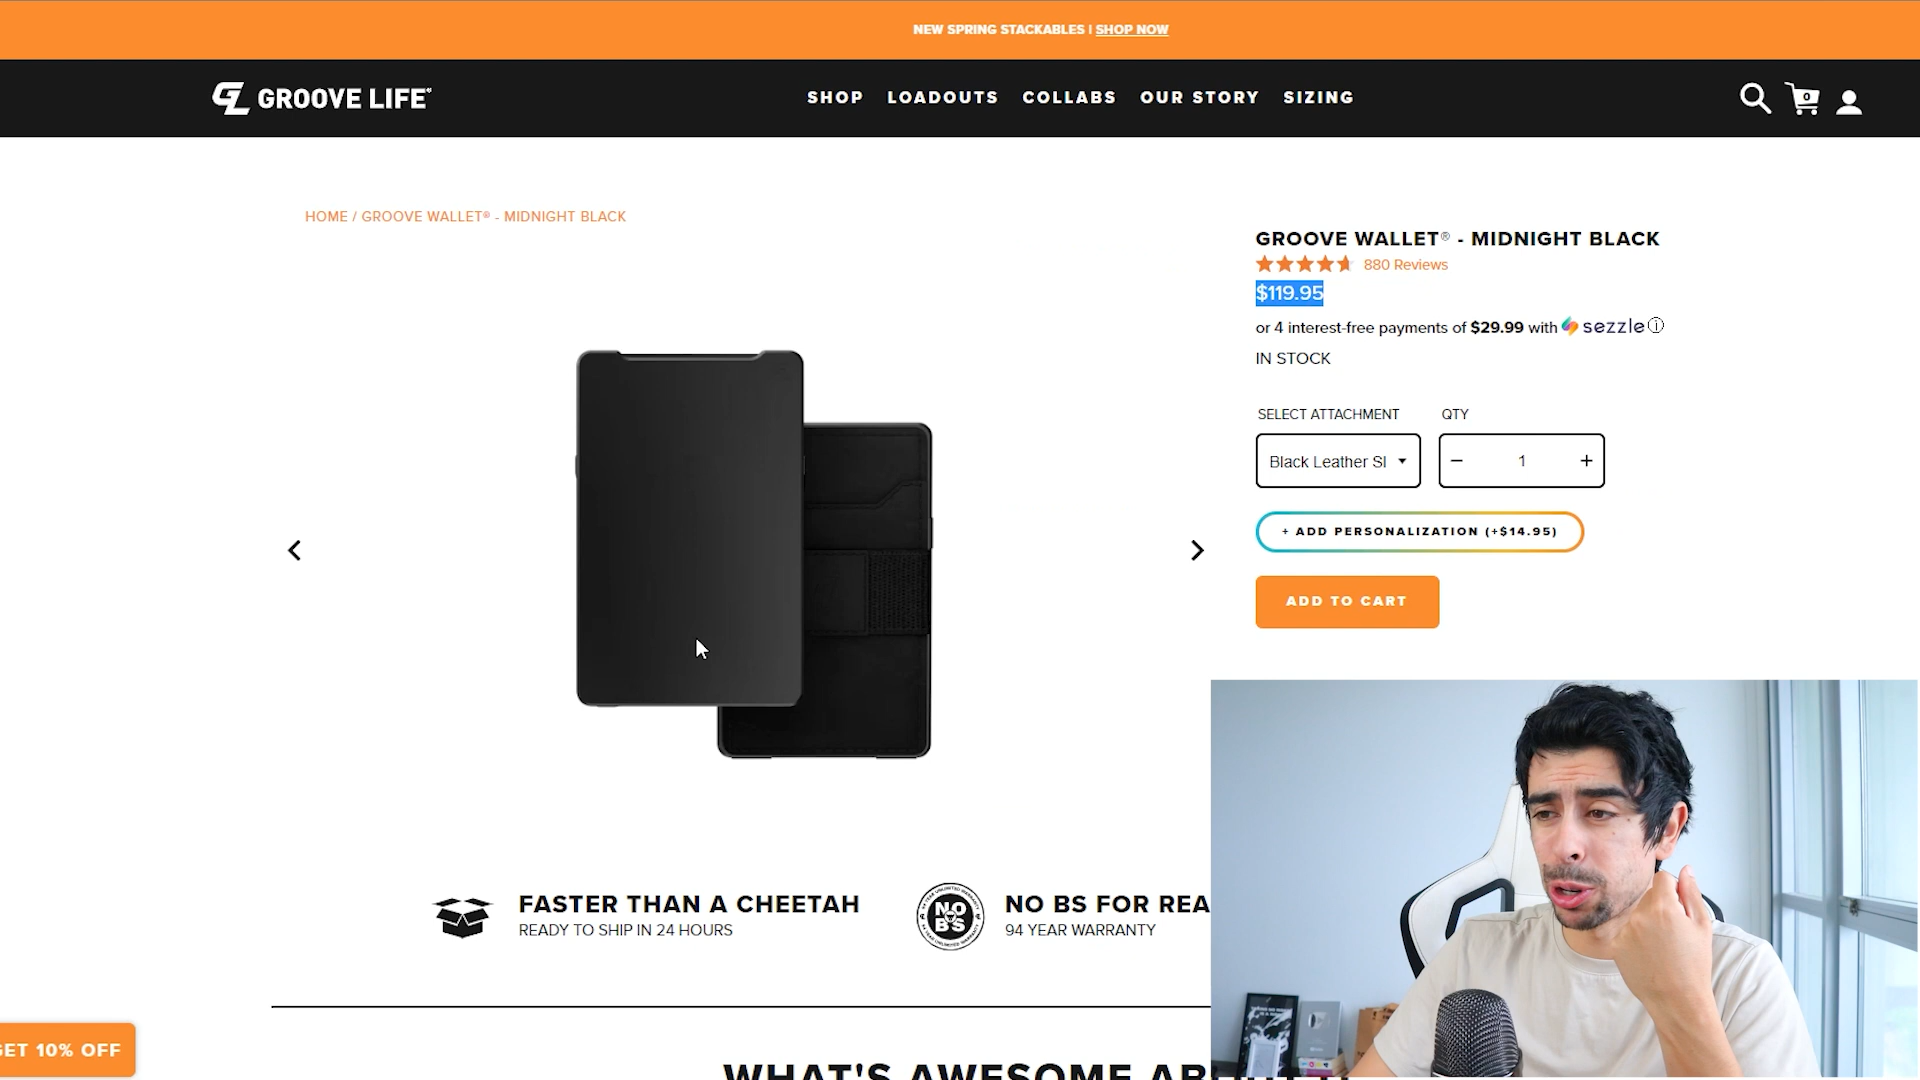 NEW SPRING STACKABLES | SHOP NOW
GL GROOVE LIFE
SHOP LOADOUTS COLLABS OUR STORY SIZING
0
HOME / GROOVE WALLET® - MIDNIGHT BLACK
GROOVE WALLET® - MIDNIGHT BLACK
880 Reviews
$119.95
or 4 interest-free payments of $29.99 with sezzle
IN STOCK
SELECT ATTACHMENT QTY
Black Leather Sl
− 1 +
+ ADD PERSONALIZATION (+$14.95)
ADD TO CART
FASTER THAN A CHEETAH
READY TO SHIP IN 24 HOURS
NO BS
NO BS FOR REA
94 YEAR WARRANTY
GET 10% OFF
WHAT'S AWESOME